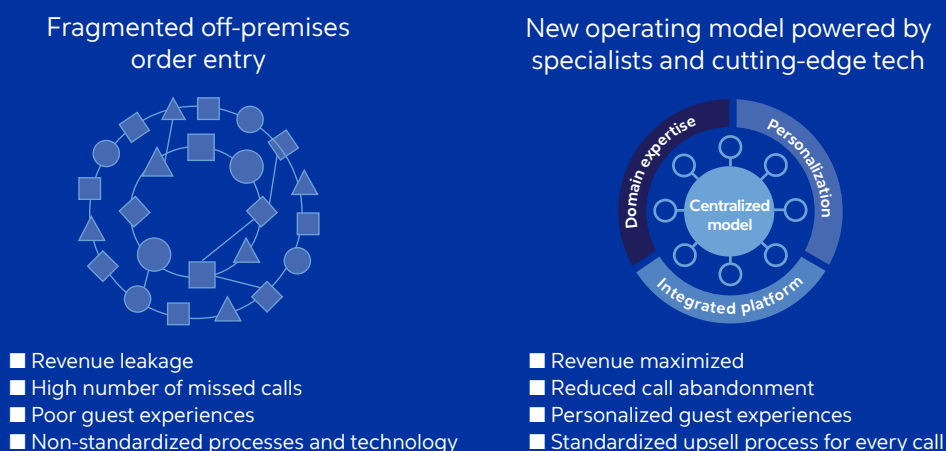 Fragmented off-premises
order entry
■ Revenue leakage
■ High number of missed calls
■ Poor guest experiences
■ Non-standardized processes and technology
New operating model powered by
specialists and cutting-edge tech
Domain expertise
Personalization
Centralized
model
Integrated platform
■ Revenue maximized
■ Reduced call abandonment
■ Personalized guest experiences
■ Standardized upsell process for every call